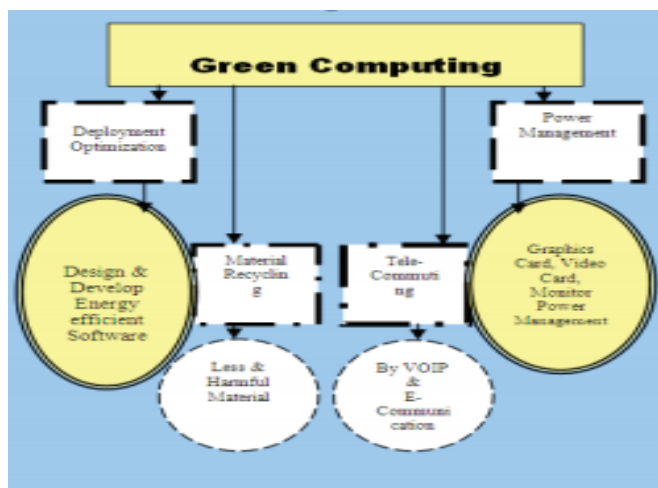 Green Computing
Deployment
Optimization
Power
Management
Design &
Develop
Energy
efficient
Software
Material
Recyclin
g
Tele-
Commuti
ng
Graphics
Card, Video
Card,
Monitor
Power
Management
Less &
Harmful
Material
By VOIP
&
E-
Communi
cation